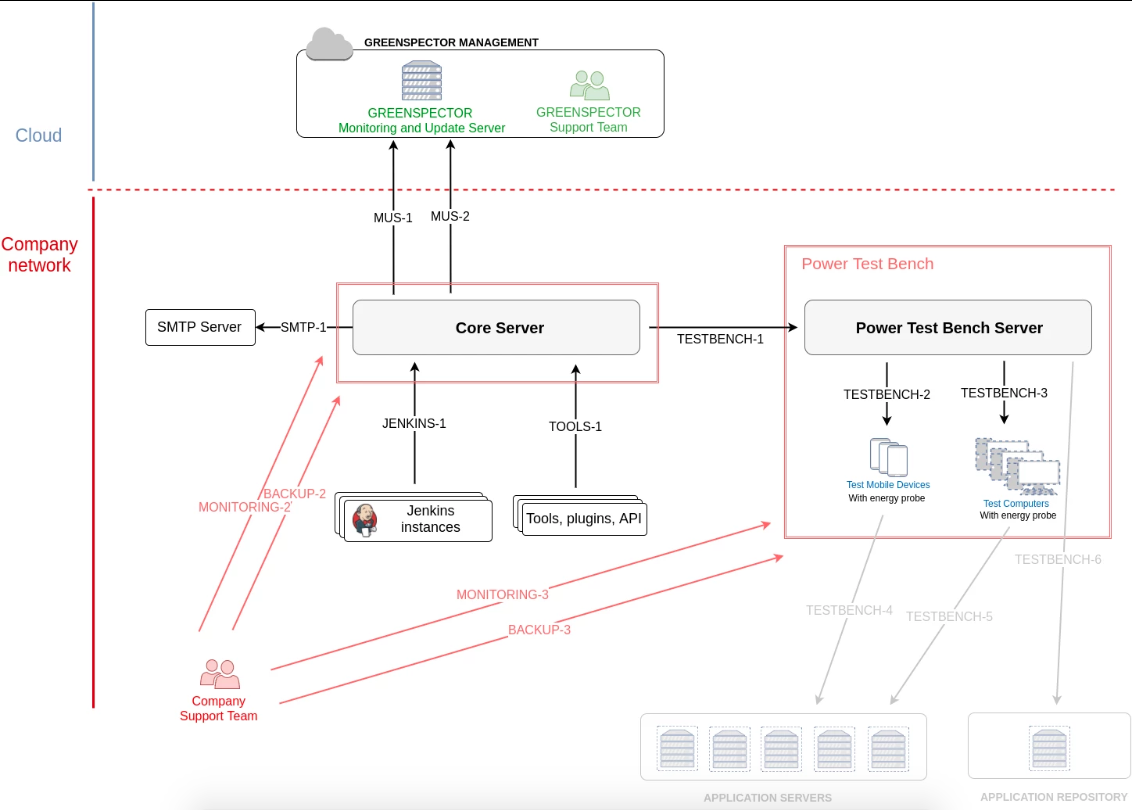 GREENSPECTOR MANAGEMENT
GREENSPECTOR
Monitoring and Update Server
GREENSPECTOR
Support Team
Cloud
MUS-1
MUS-2
Company
network
Power Test Bench
SMTP Server
SMTP-1
Core Server
TESTBENCH-1
Power Test Bench Server
TESTBENCH-2
TESTBENCH-3
JENKINS-1
TOOLS-1
Test Mobile Devices
With energy probe
Test Computers
With energy probe
BACKUP-2
MONITORING-2
Jenkins
instances
Tools, plugins, API
TESTBENCH-6
MONITORING-3
BACKUP-3
TESTBENCH-4
TESTBENCH-5
Company
Support Team
APPLICATION SERVERS
APPLICATION REPOSITORY